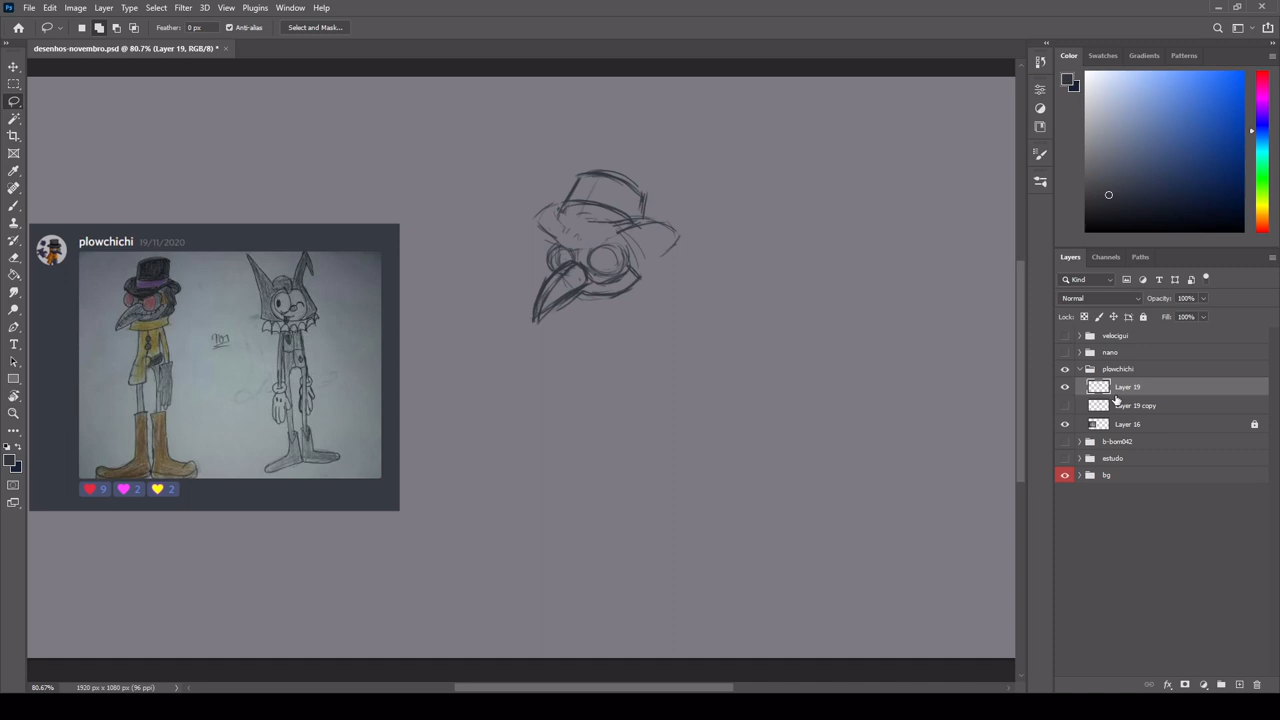 Ps File Edit Image Layer Type Select Filter 3D View Plugins Window Help
Feather: 0 px Anti-alias Select and Mask...
desenhos-novembro.psd @ 80.7% (Layer 19, RGB/8) * ×
Color Swatches Gradients Patterns
plowchichi 19/11/2020
9 2 2
Layers Channels Paths
Kind
Normal Opacity: 100%
Lock: Fill: 100%
velocigui
nano
plowchichi
Layer 19
Layer 19 copy
Layer 16
b-bom042
estudo
bg
80.67% 1920 px x 1080 px (96 ppi)